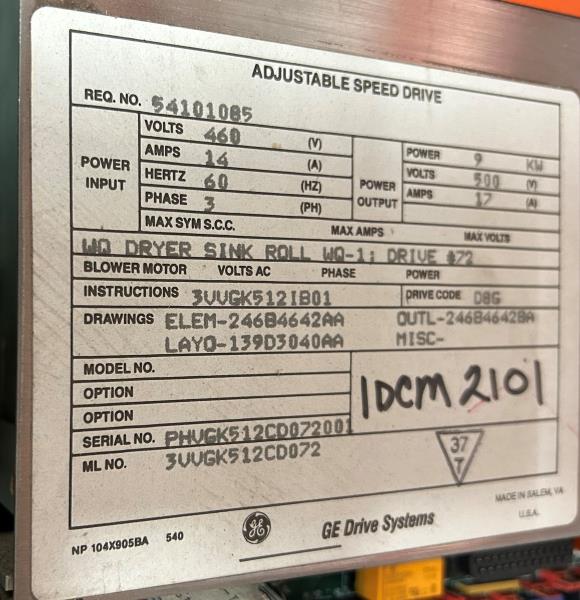 ADJUSTABLE SPEED DRIVE
REQ. NO. 54101085
POWER INPUT
VOLTS 460 (V)
AMPS 14 (A)
HERTZ 60 (HZ)
PHASE 3 (PH)
POWER OUTPUT
POWER 9 KW
VOLTS 500 (V)
AMPS 17 (A)
MAX SYM S.C.C. MAX AMPS MAX VOLTS
WQ DRYER SINK ROLL WQ-1: DRIVE #72
BLOWER MOTOR VOLTS AC PHASE POWER
INSTRUCTIONS 3VVGK512IB01 DRIVE CODE D8G
DRAWINGS ELEM-246B4642AA OUTL-246B4642BA
LAYO-139D3040AA MISC-
MODEL NO.
OPTION
OPTION
1DCM2101
SERIAL NO. PHVGK512CD072001
ML NO. 3VVGK512CD072
37
7
MADE IN SALEM, VA
U.S.A.
NP 104X905BA 540 GE GE Drive Systems